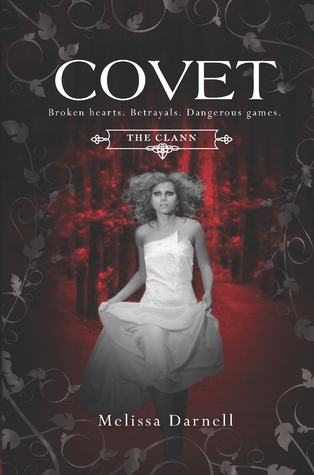 COVET
Broken hearts. Betrayals. Dangerous games.
THE CLANN
Melissa Darnell